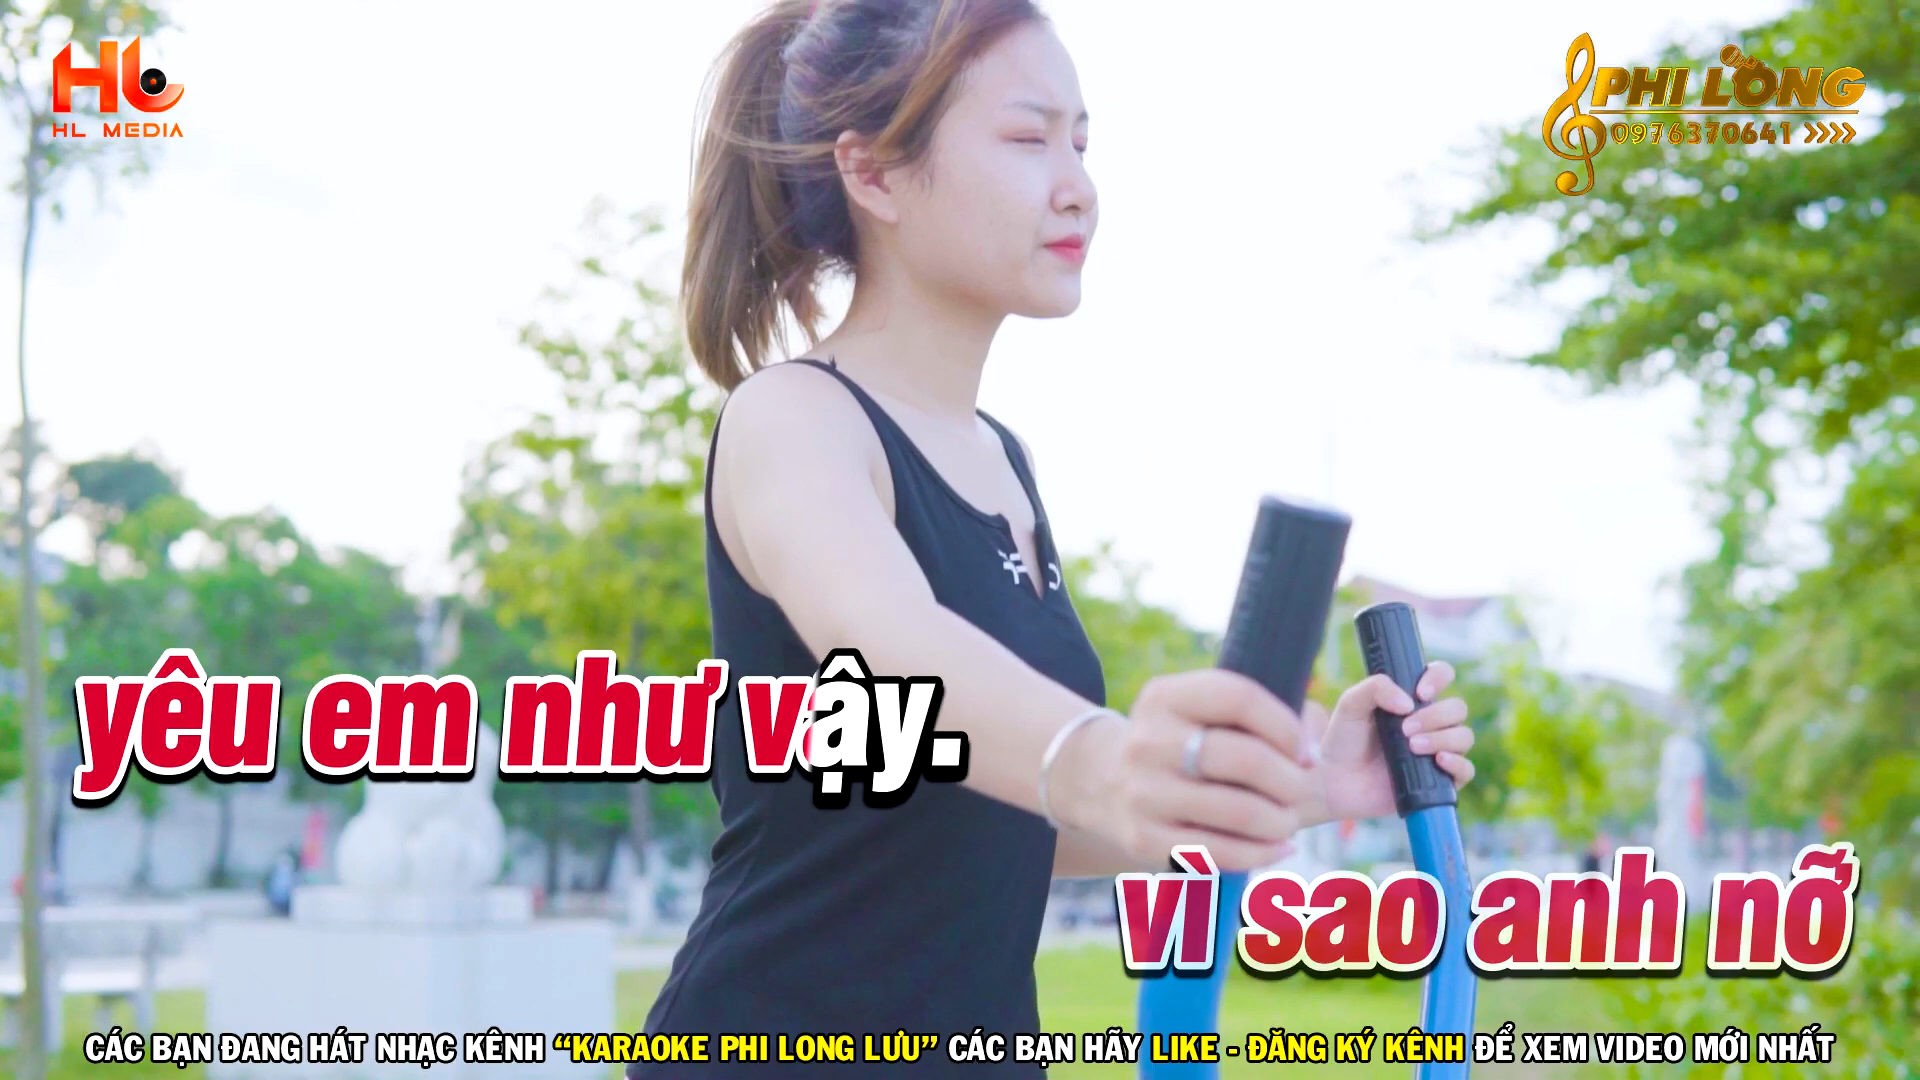 HL MEDIA
PHI LONG
0976370641
yêu em như vậy.
vì sao anh nỡ
CÁC BẠN ĐANG HÁT NHẠC KÊNH “KARAOKE PHI LONG LƯU” CÁC BẠN HÃY LIKE - ĐĂNG KÝ KÊNH ĐỂ XEM VIDEO MỚI NHẤT